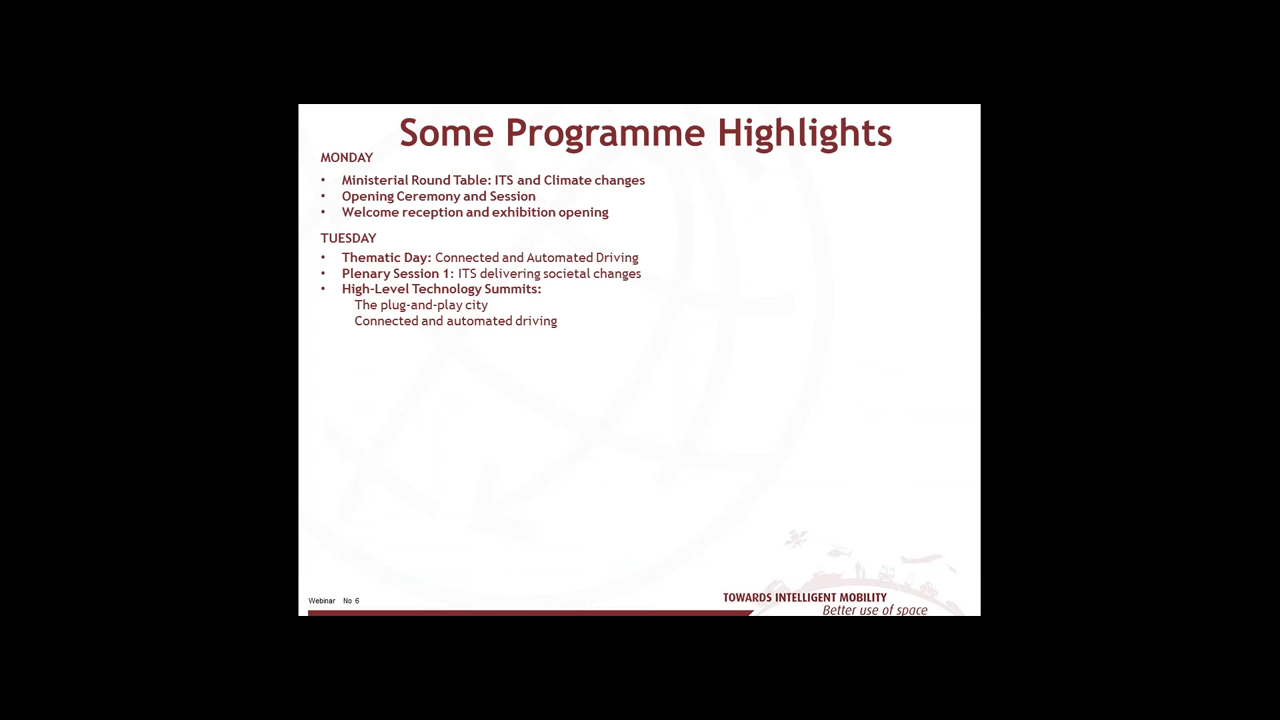 Some Programme Highlights
MONDAY
• Ministerial Round Table: ITS and Climate changes
• Opening Ceremony and Session
• Welcome reception and exhibition opening
TUESDAY
• Thematic Day: Connected and Automated Driving
• Plenary Session 1: ITS delivering societal changes
• High-Level Technology Summits:
The plug-and-play city
Connected and automated driving
Webinar No 6
TOWARDS INTELLIGENT MOBILITY
Better use of space